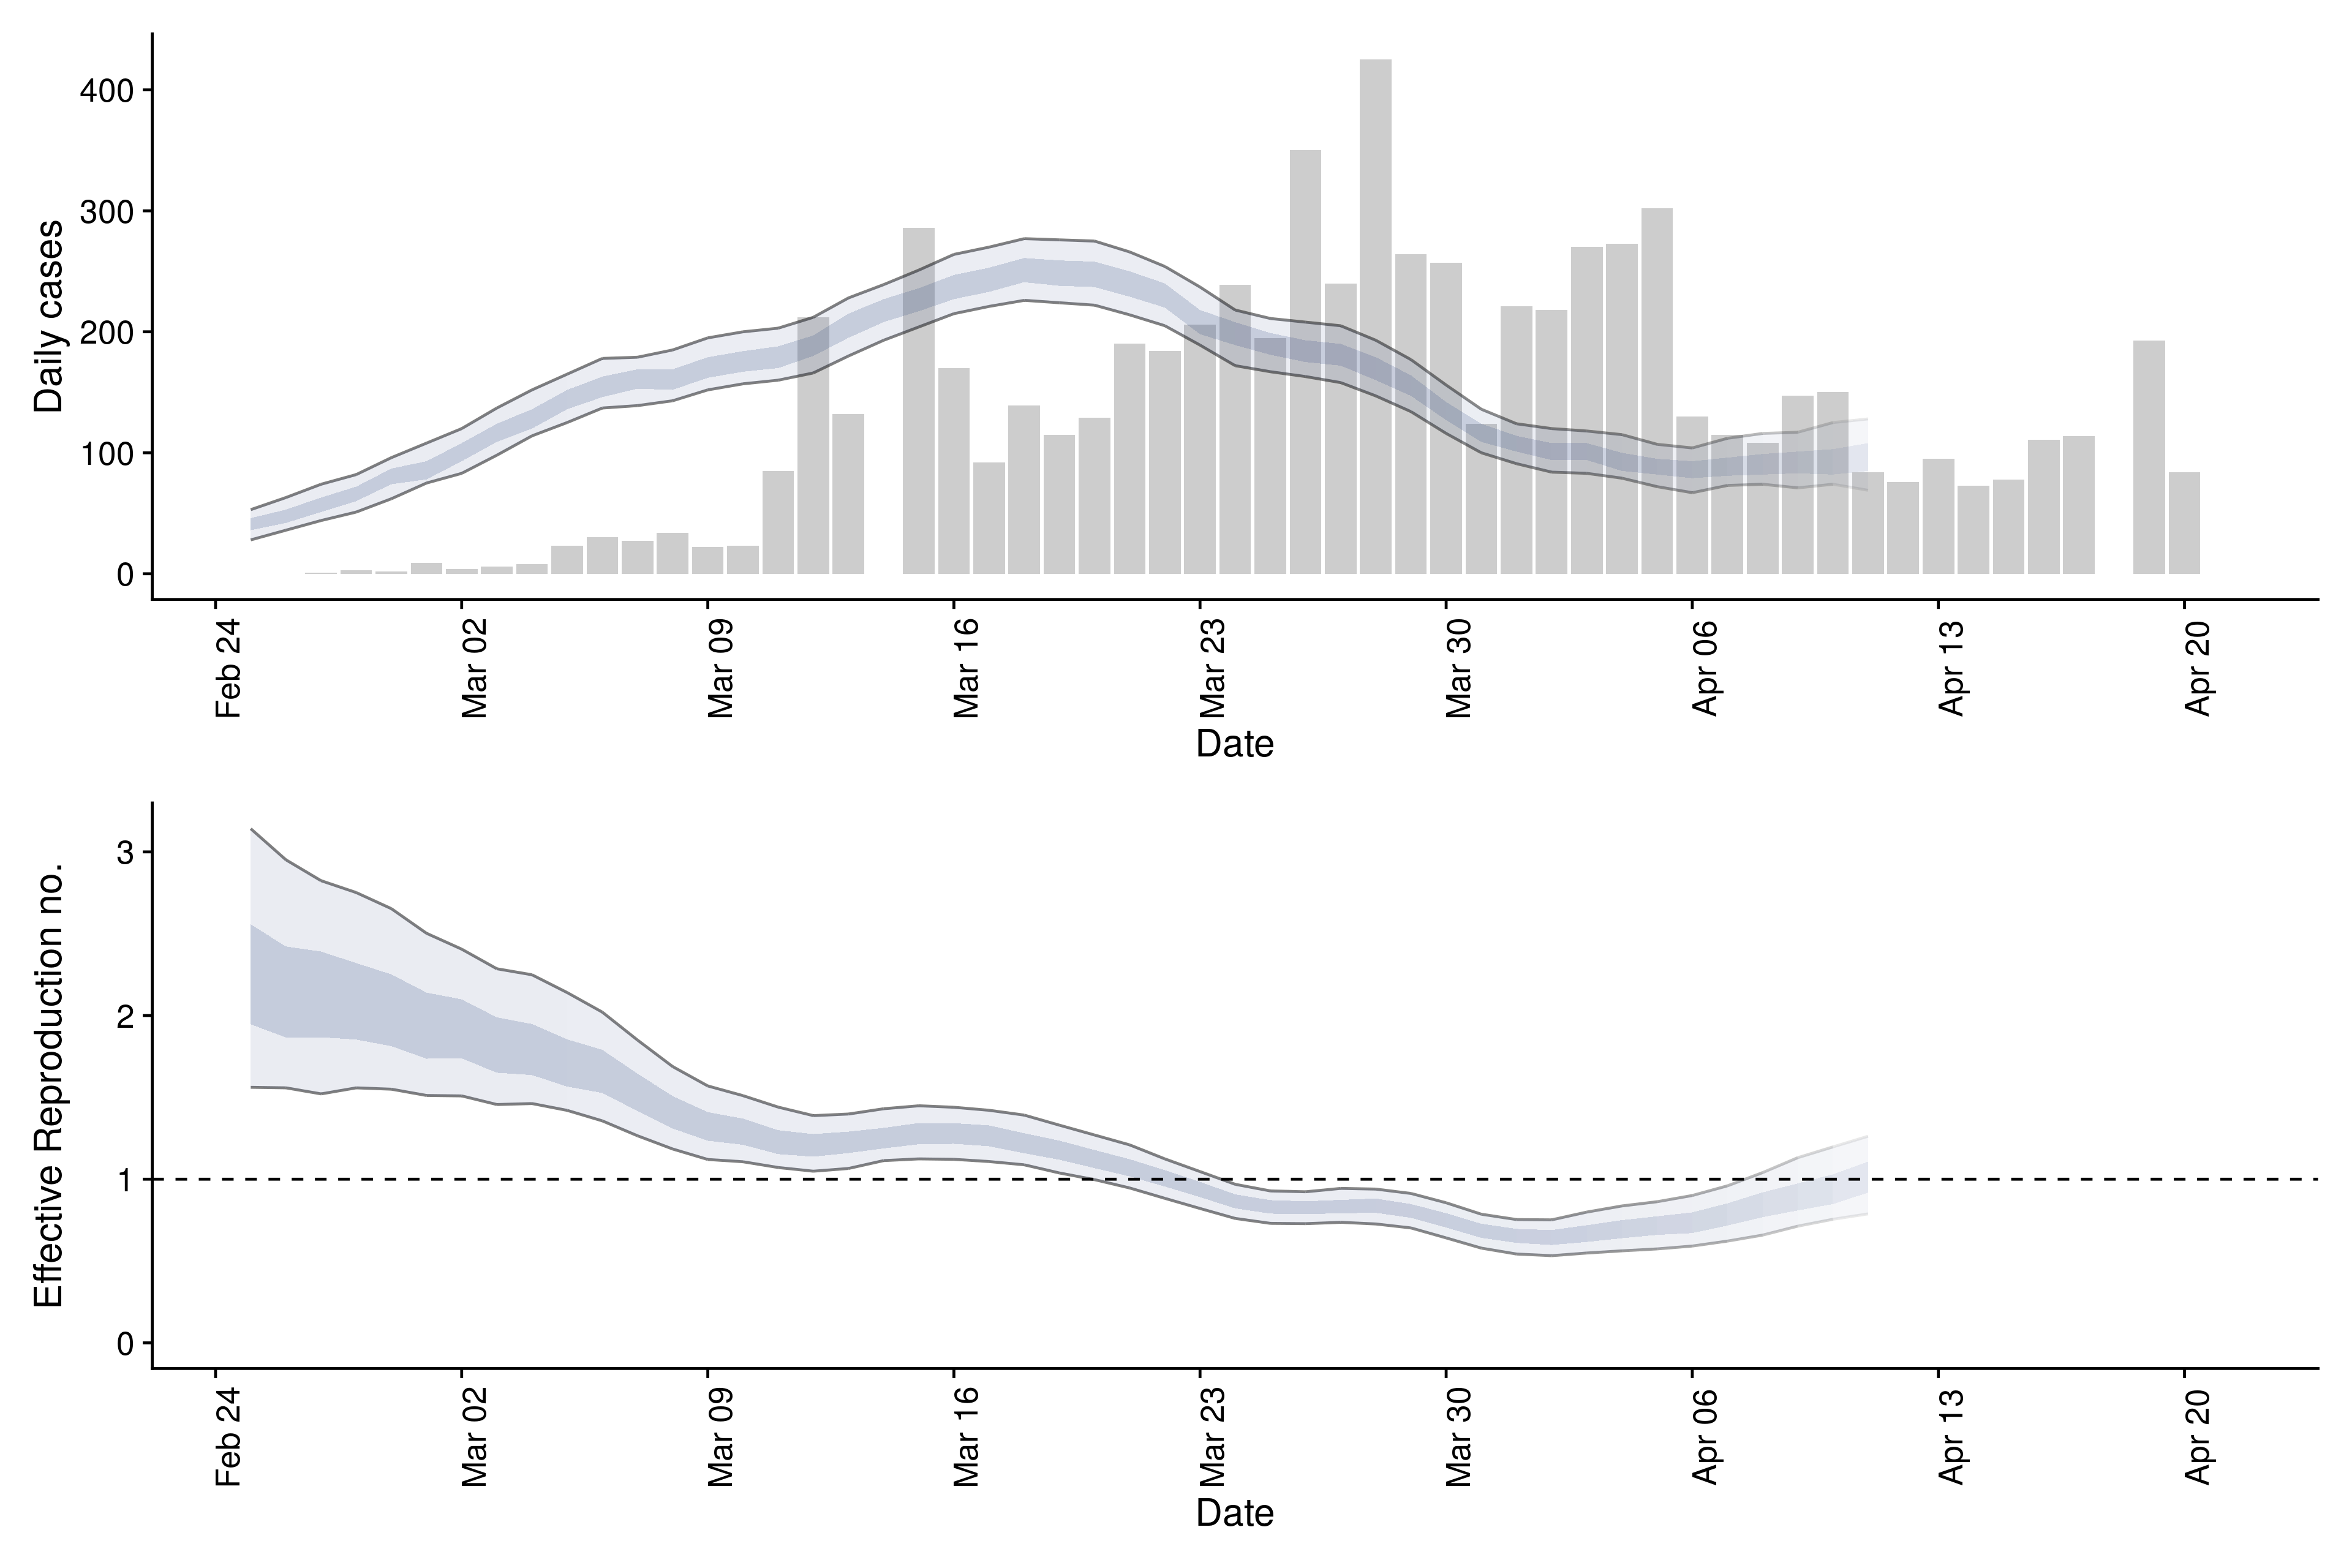 Daily cases
400
300
200
100
0
Feb 24
Mar 02
Mar 09
Mar 16
Mar 23
Mar 30
Apr 06
Apr 13
Apr 20
Date
Effective Reproduction no.
3
2
1
0
Feb 24
Mar 02
Mar 09
Mar 16
Mar 23
Mar 30
Apr 06
Apr 13
Apr 20
Date